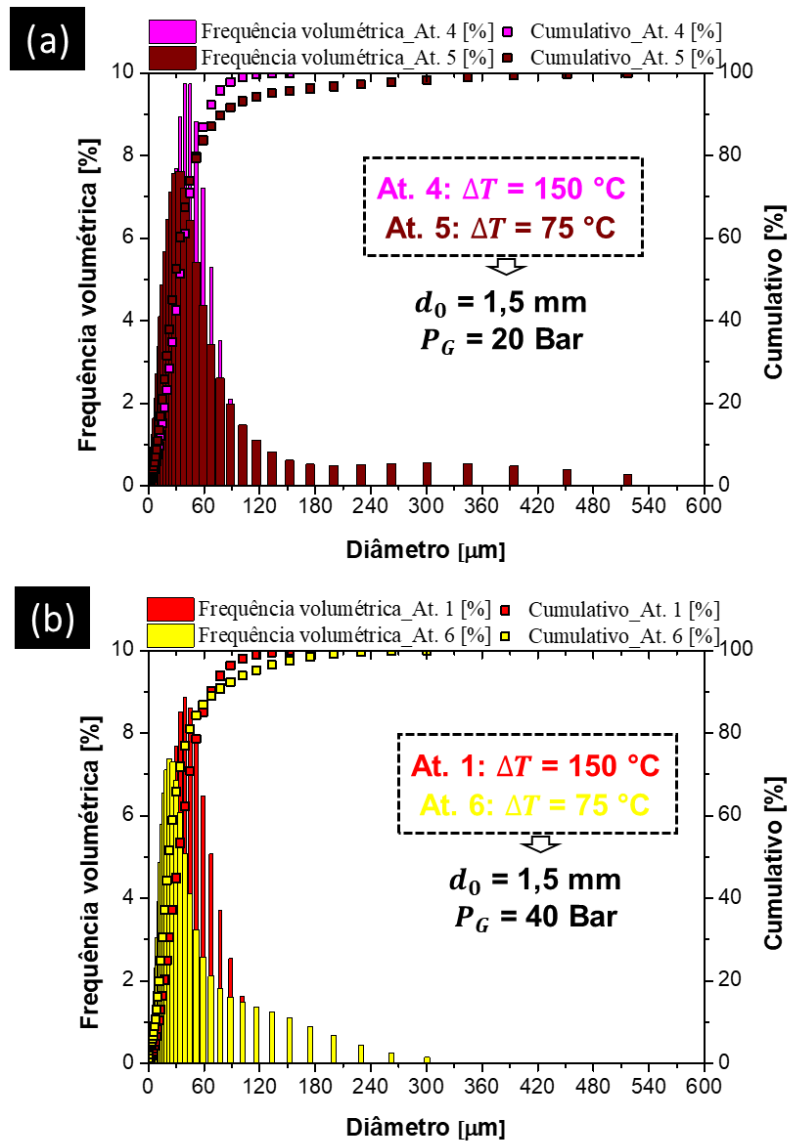 (a)
Frequência volumétrica_At. 4 [%] Cumulativo_At. 4 [%]
Frequência volumétrica_At. 5 [%] Cumulativo_At. 5 [%]
Frequência volumétrica [%]
10
8
6
4
2
0
At. 4: ΔT = 150 °C
At. 5: ΔT = 75 °C
d₀ = 1,5 mm
P_G = 20 Bar
100
80
60
40
20
0
Cumulativo [%]
0 60 120 180 240 300 360 420 480 540 600
Diâmetro [μm]
(b)
Frequência volumétrica_At. 1 [%] Cumulativo_At. 1 [%]
Frequência volumétrica_At. 6 [%] Cumulativo_At. 6 [%]
Frequência volumétrica [%]
10
8
6
4
2
0
At. 1: ΔT = 150 °C
At. 6: ΔT = 75 °C
d₀ = 1,5 mm
P_G = 40 Bar
100
80
60
40
20
0
Cumulativo [%]
0 60 120 180 240 300 360 420 480 540 600
Diâmetro [μm]